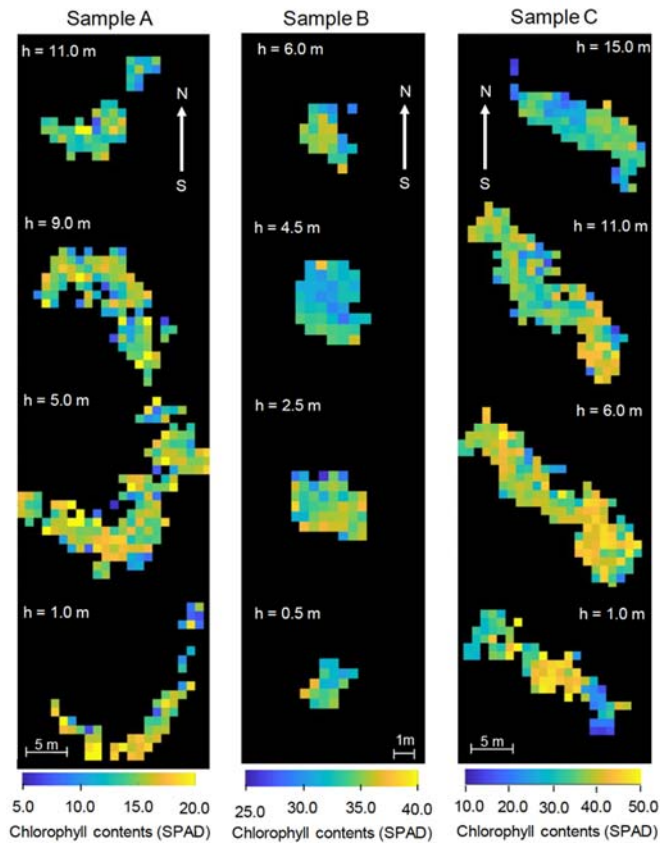 Sample A
Sample B
Sample C
h = 11.0 m
h = 6.0 m
h = 15.0 m
N
N
N
S
S
S
h = 9.0 m
h = 4.5 m
h = 11.0 m
h = 5.0 m
h = 2.5 m
h = 6.0 m
h = 1.0 m
h = 0.5 m
h = 1.0 m
5 m
1m
5 m
5.0 10.0 15.0 20.0
25.0 30.0 35.0 40.0
10.0 20.0 30.0 40.0 50.0
Chlorophyll contents (SPAD)
Chlorophyll contents (SPAD)
Chlorophyll contents (SPAD)